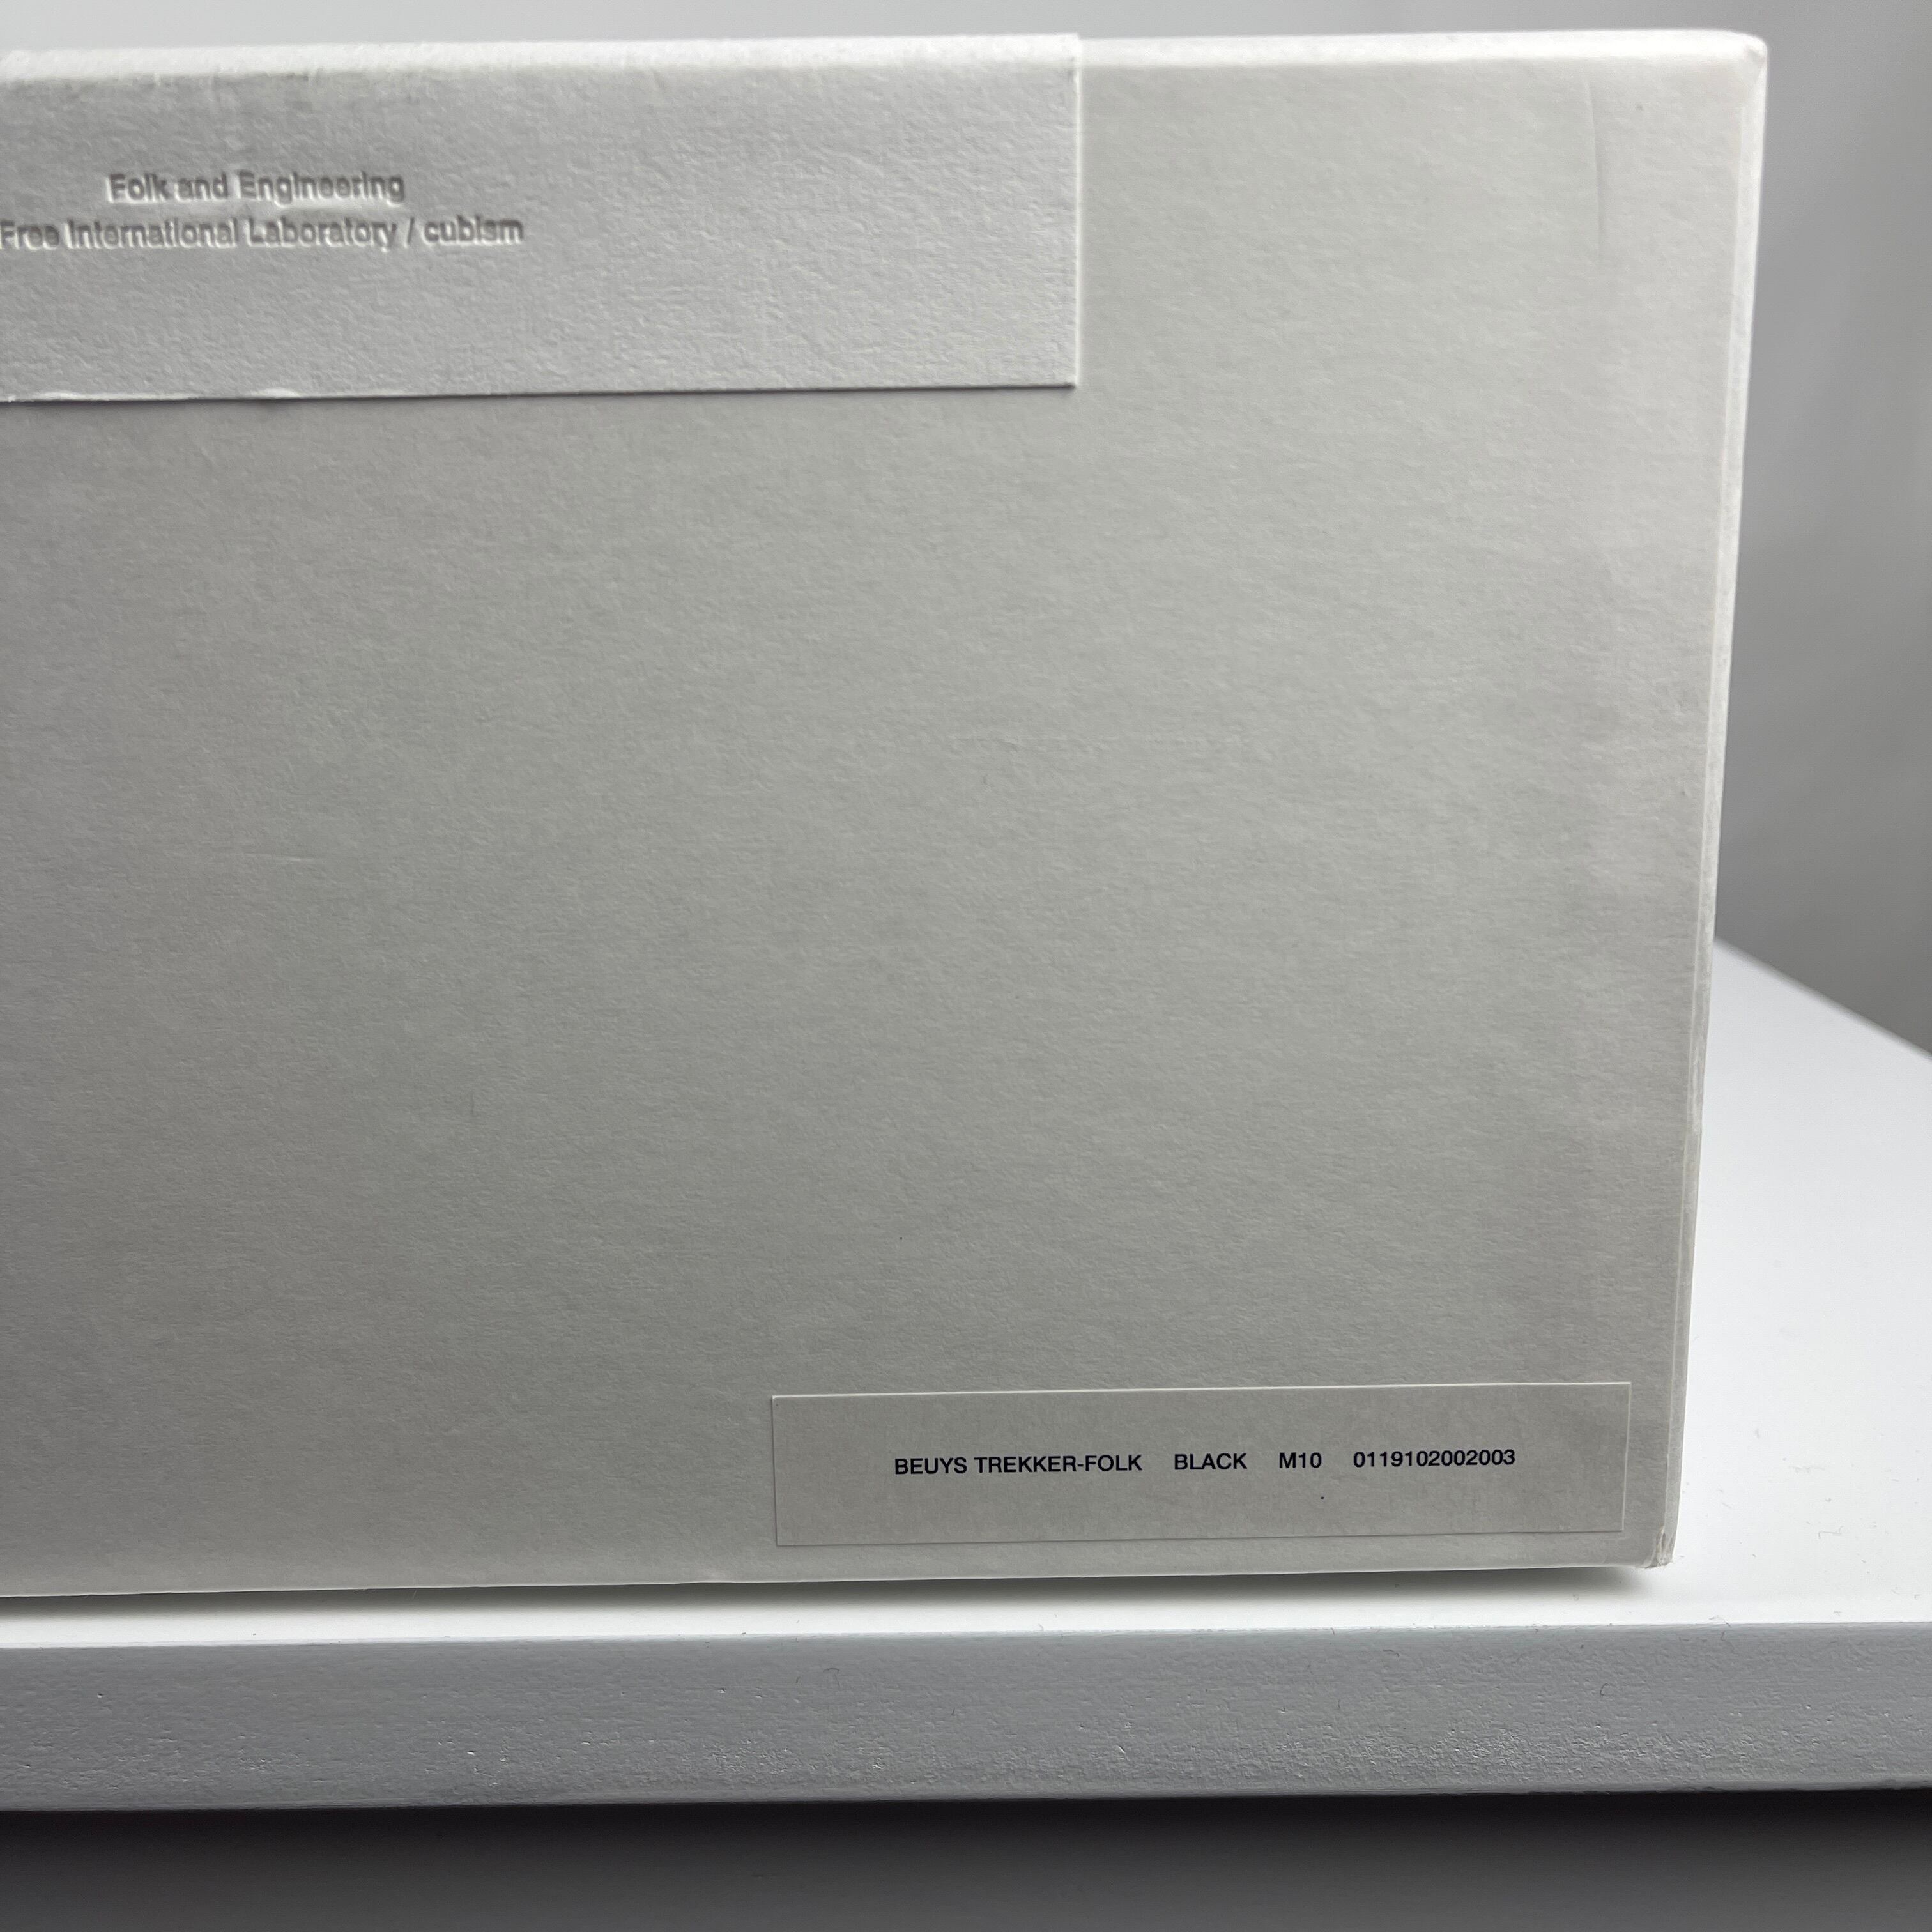 Folk and Engineering
Free International Laboratory / cubism
BEUYS TREKKER-FOLK BLACK M10 0119102002003